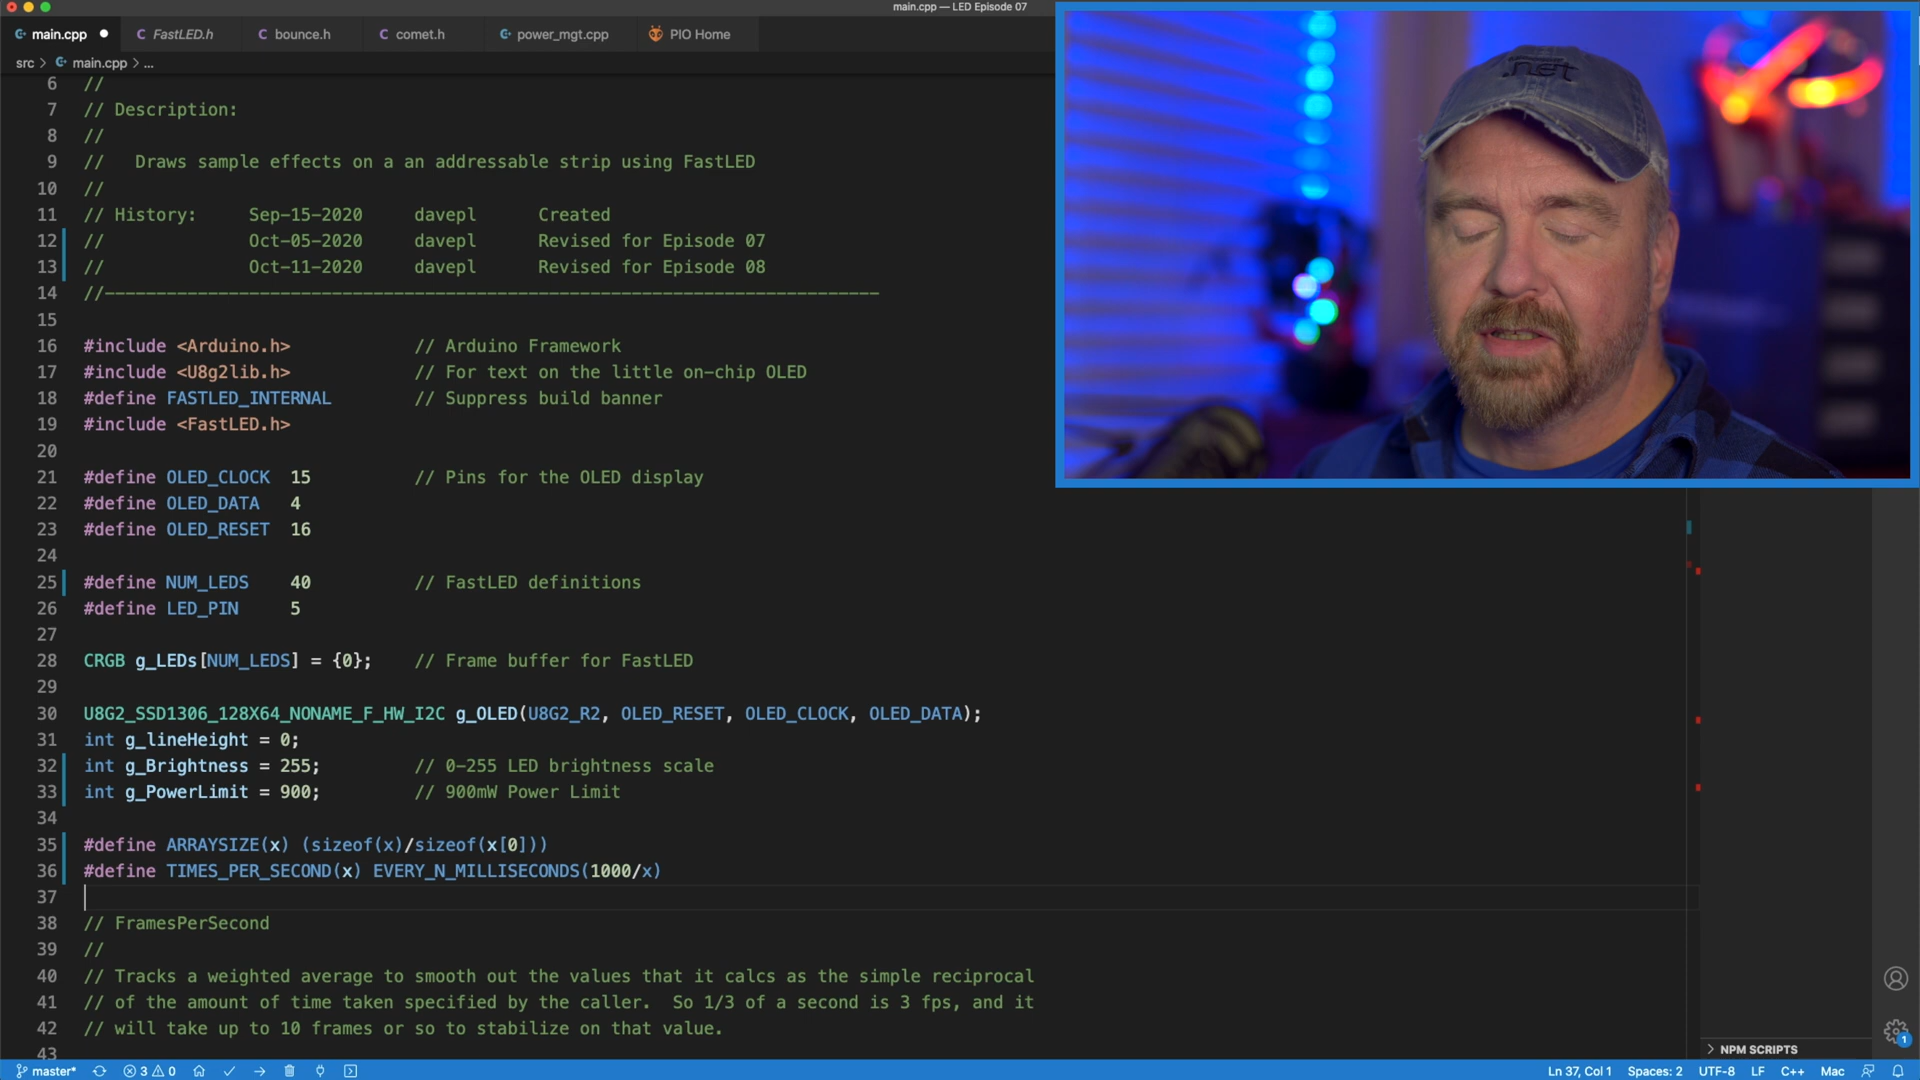 main.cpp — LED Episode 07
main.cpp
FastLED.h
bounce.h
comet.h
power_mgt.cpp
PIO Home
src > main.cpp > ...
.net
6 //
7 // Description:
8 //
9 //   Draws sample effects on a an addressable strip using FastLED
10 //
11 // History:     Sep-15-2020     davepl      Created
12 //              Oct-05-2020     davepl      Revised for Episode 07
13 //              Oct-11-2020     davepl      Revised for Episode 08
14 //---------------------------------------------------------------------------
15
16 #include <Arduino.h>            // Arduino Framework
17 #include <U8g2lib.h>            // For text on the little on-chip OLED
18 #define FASTLED_INTERNAL        // Suppress build banner
19 #include <FastLED.h>
20
21 #define OLED_CLOCK  15          // Pins for the OLED display
22 #define OLED_DATA   4
23 #define OLED_RESET  16
24
25 #define NUM_LEDS    40          // FastLED definitions
26 #define LED_PIN     5
27
28 CRGB g_LEDs[NUM_LEDS] = {0};    // Frame buffer for FastLED
29
30 U8G2_SSD1306_128X64_NONAME_F_HW_I2C g_OLED(U8G2_R2, OLED_RESET, OLED_CLOCK, OLED_DATA);
31 int g_lineHeight = 0;
32 int g_Brightness = 255;         // 0-255 LED brightness scale
33 int g_PowerLimit = 900;         // 900mW Power Limit
34
35 #define ARRAYSIZE(x) (sizeof(x)/sizeof(x[0]))
36 #define TIMES_PER_SECOND(x) EVERY_N_MILLISECONDS(1000/x)
37
38 // FramesPerSecond
39 //
40 // Tracks a weighted average to smooth out the values that it calcs as the simple reciprocal
41 // of the amount of time taken specified by the caller.  So 1/3 of a second is 3 fps, and it
42 // will take up to 10 frames or so to stabilize on that value.
43
1
> NPM SCRIPTS
master* 3 0 Ln 37, Col 1 Spaces: 2 UTF-8 LF C++ Mac